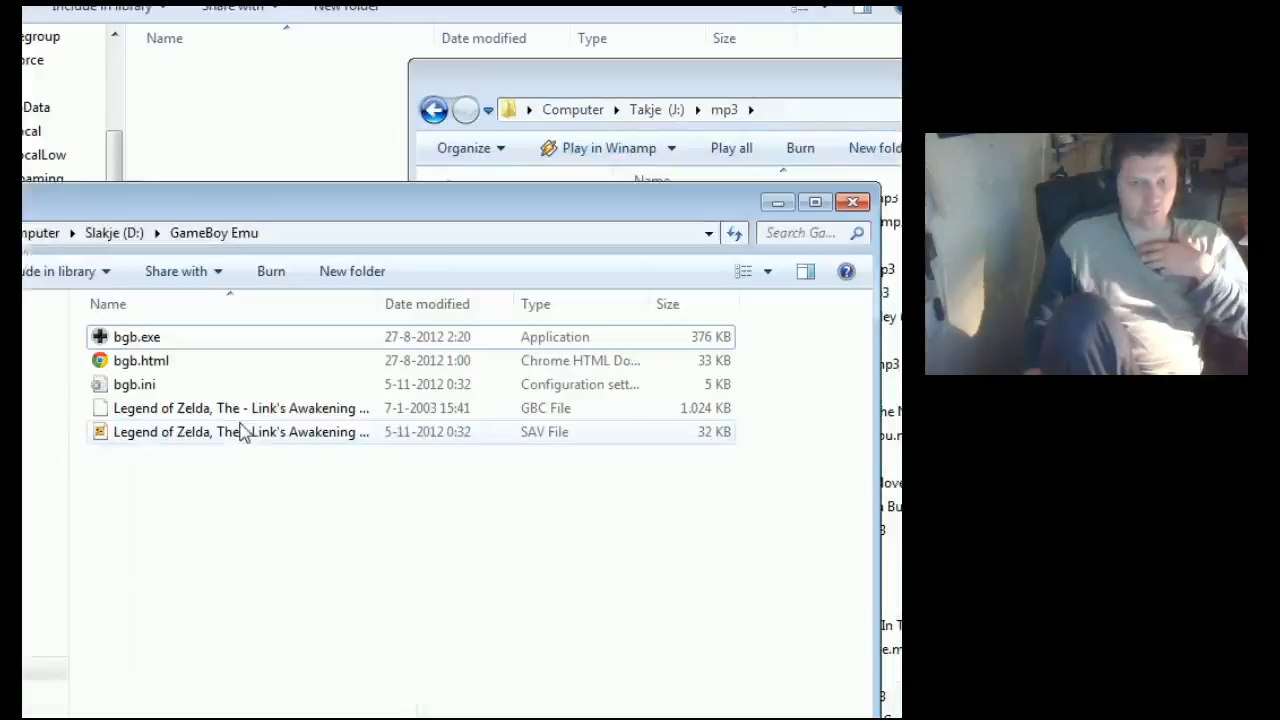 Include in library Share with New folder
Name Date modified Type Size
egroup
rce
Data
cal
ocalLow
oaming
Computer Takje (J:) mp3
Organize Play in Winamp Play all Burn New fold
Name
mputer Slakje (D:) GameBoy Emu Search Ga...
ude in library Share with Burn New folder
Name Date modified Type Size
bgb.exe 27-8-2012 2:20 Application 376 KB
bgb.html 27-8-2012 1:00 Chrome HTML Do... 33 KB
bgb.ini 5-11-2012 0:32 Configuration sett... 5 KB
Legend of Zelda, The - Link's Awakening ... 7-1-2003 15:41 GBC File 1.024 KB
Legend of Zelda, The - Link's Awakening ... 5-11-2012 0:32 SAV File 32 KB